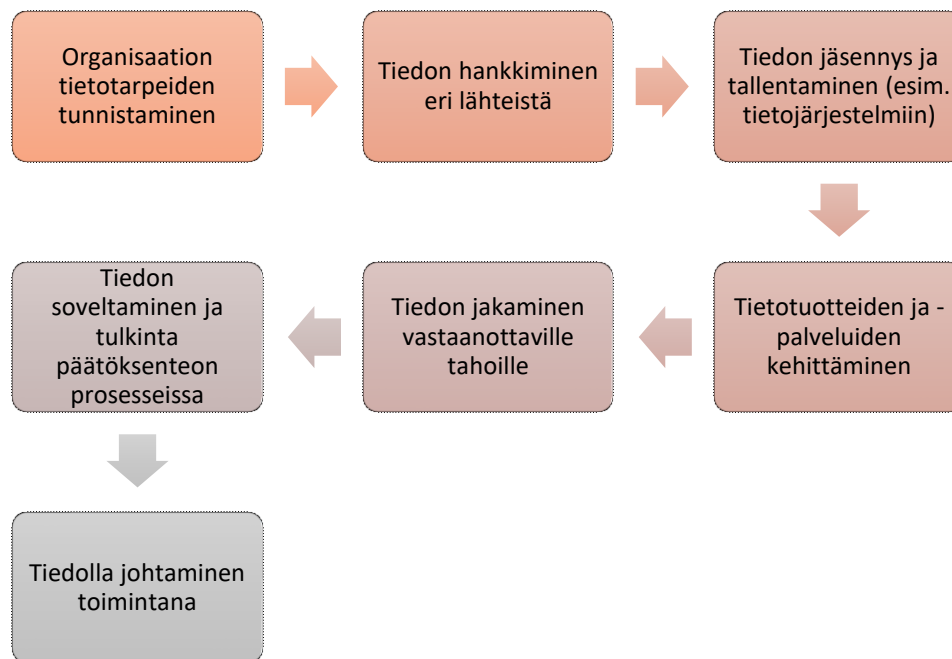 Organisaation
tietotarpeiden
tunnistaminen
Tiedon hankkiminen
eri lähteistä
Tiedon jäsennys ja
tallentaminen (esim.
tietojärjestelmiin)
Tietotuotteiden ja -
palveluiden
kehittäminen
Tiedon jakaminen
vastaanottaville
tahoille
Tiedon
soveltaminen ja
tulkinta
päätöksenteon
prosesseissa
Tiedolla johtaminen
toimintana